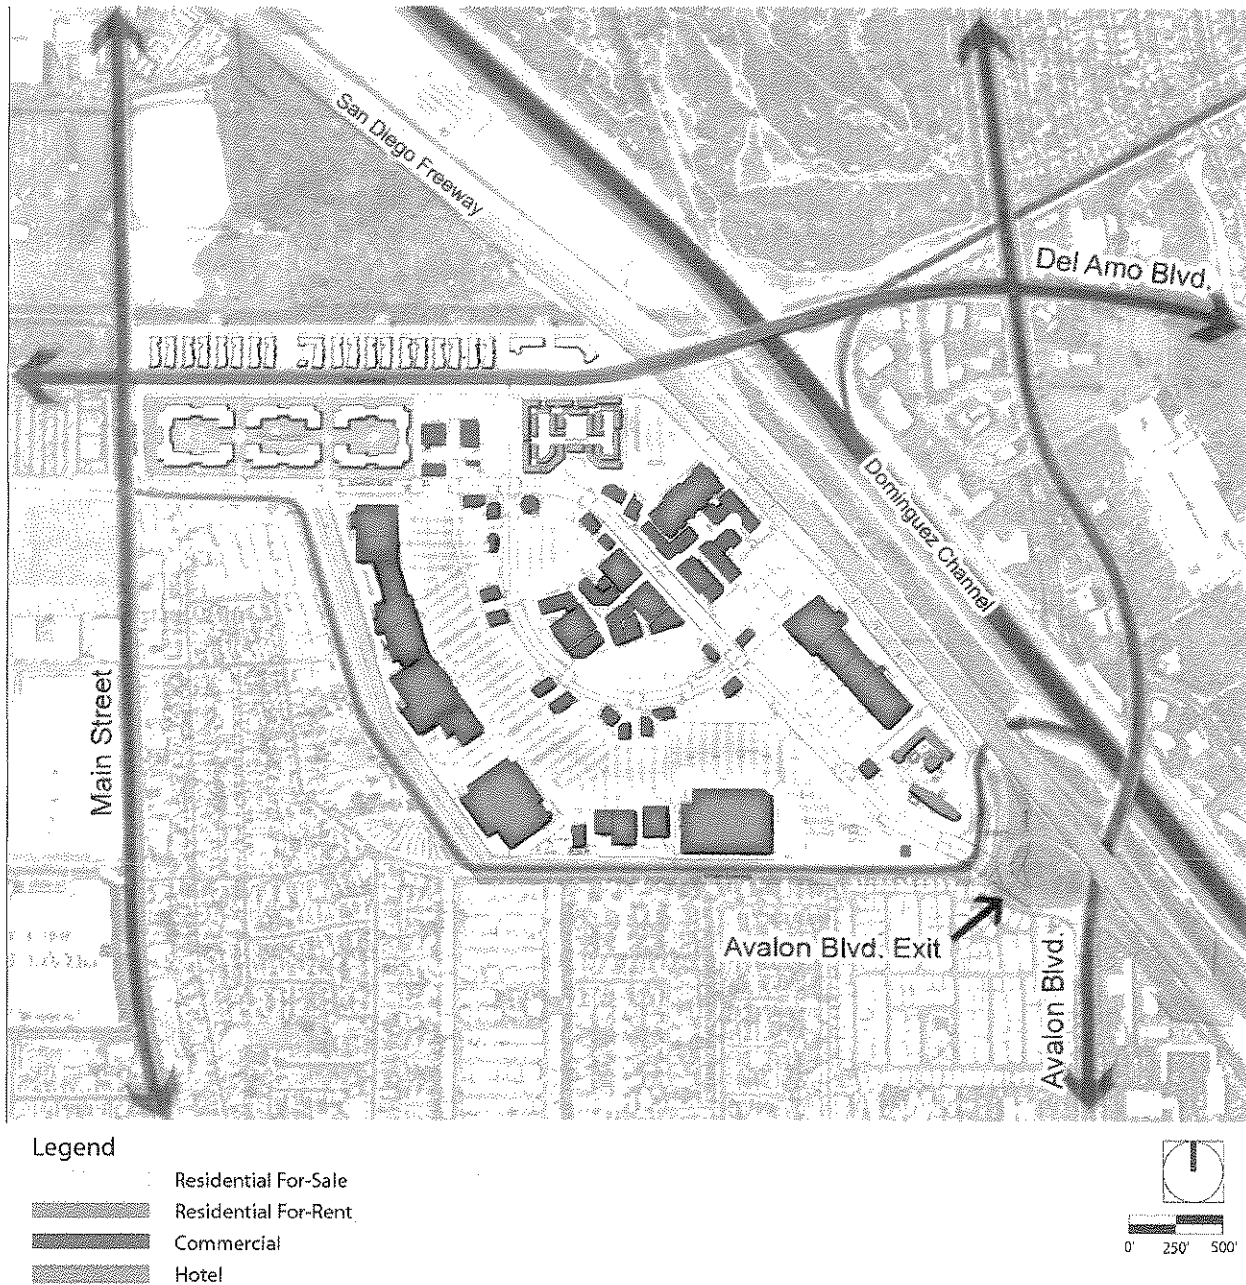 San Diego Freeway
Del Amo Blvd.
Dominguez Channel
Main Street
Avalon Blvd. Exit
Avalon Blvd.
Legend
Residential For-Sale
Residential For-Rent
Commercial
Hotel
0' 250' 500'